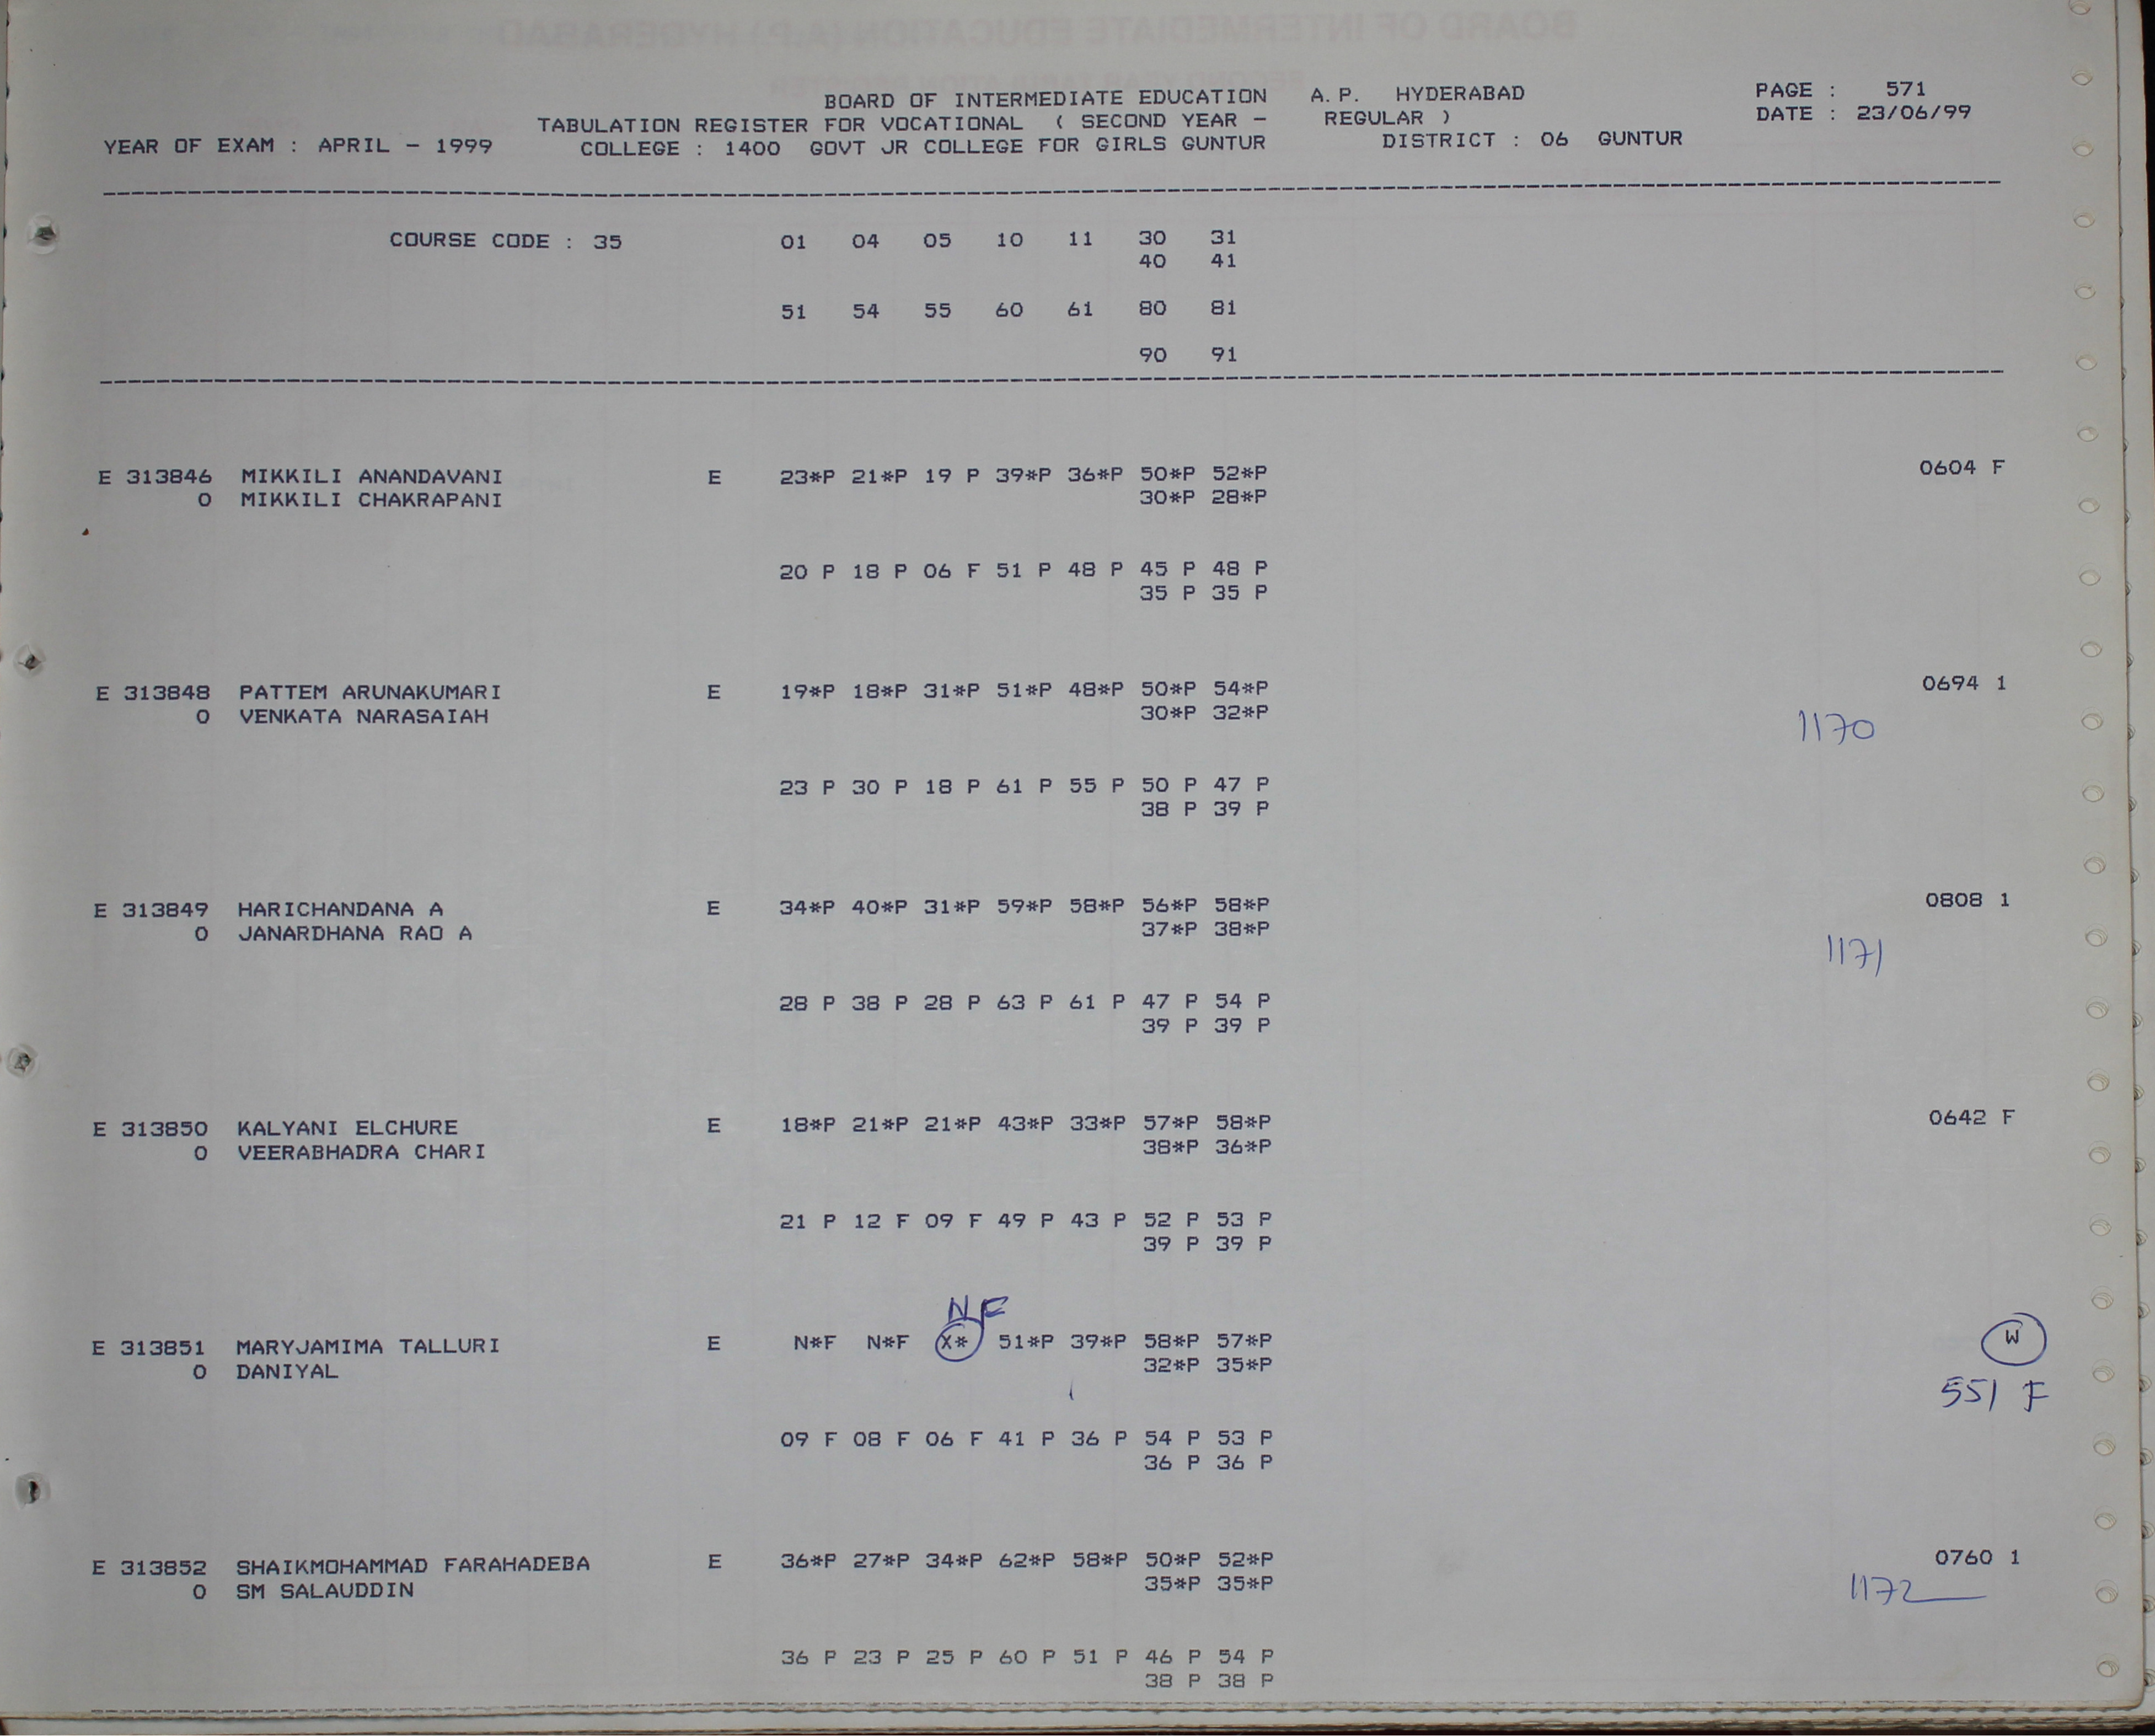 BOARD OF INTERMEDIATE EDUCATION A.P. HYDERABAD PAGE : 571
TABULATION REGISTER FOR VOCATIONAL ( SECOND YEAR - REGULAR ) DATE : 23/06/99
YEAR OF EXAM : APRIL - 1999 COLLEGE : 1400 GOVT JR COLLEGE FOR GIRLS GUNTUR DISTRICT : 06 GUNTUR
COURSE CODE : 35 01 04 05 10 11 30 31
40 41
51 54 55 60 61 80 81
90 91
E 313846 MIKKILI ANANDAVANI E 23*P 21*P 19 P 39*P 36*P 50*P 52*P 0604 F
0 MIKKILI CHAKRAPANI 30*P 28*P
20 P 18 P 06 F 51 P 48 P 45 P 48 P
35 P 35 P
E 313848 PATTEM ARUNAKUMARI E 19*P 18*P 31*P 51*P 48*P 50*P 54*P 0694 1
0 VENKATA NARASAIAH 30*P 32*P 1170
23 P 30 P 18 P 61 P 55 P 50 P 47 P
38 P 39 P
E 313849 HARICHANDANA A E 34*P 40*P 31*P 59*P 58*P 56*P 58*P 0808 1
0 JANARDHANA RAO A 37*P 38*P
1171
28 P 38 P 28 P 63 P 61 P 47 P 54 P
39 P 39 P
E 313850 KALYANI ELCHURE E 18*P 21*P 21*P 43*P 33*P 57*P 58*P 0642 F
0 VEERABHADRA CHARI 38*P 36*P
21 P 12 F 09 F 49 P 43 P 52 P 53 P
39 P 39 P
NF
E 313851 MARYJAMIMA TALLURI E N*F N*F X* 51*P 39*P 58*P 57*P W
0 DANIYAL 32*P 35*P
551 F
09 F 08 F 06 F 41 P 36 P 54 P 53 P
36 P 36 P
E 313852 SHAIKMOHAMMAD FARAHADEBA E 36*P 27*P 34*P 62*P 58*P 50*P 52*P 0760 1
0 SM SALAUDDIN 35*P 35*P 1172
36 P 23 P 25 P 60 P 51 P 46 P 54 P
38 P 38 P